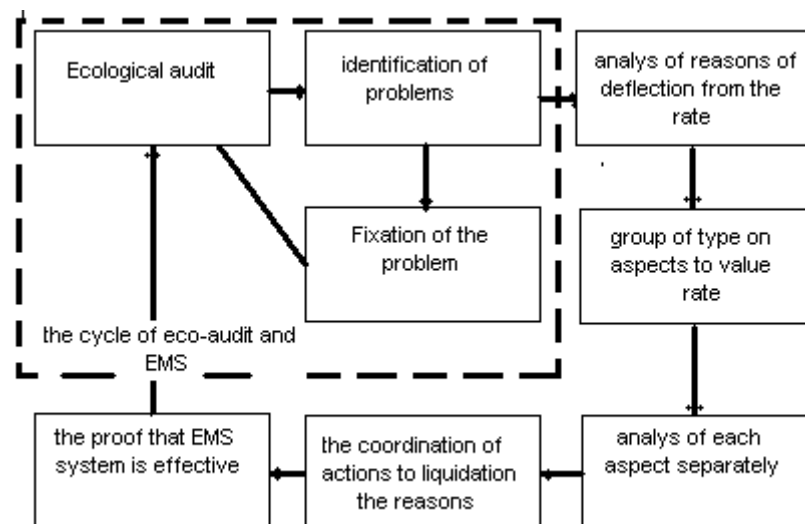 Ecological audit
identification of
problems
analys of reasons of
deflection from the
rate
Fixation of the
problem
group of type on
aspects to value
rate
the cycle of eco-audit and
EMS
the proof that EMS
system is effective
the coordination of
actions to liquidation
the reasons
analys of each
aspect separately